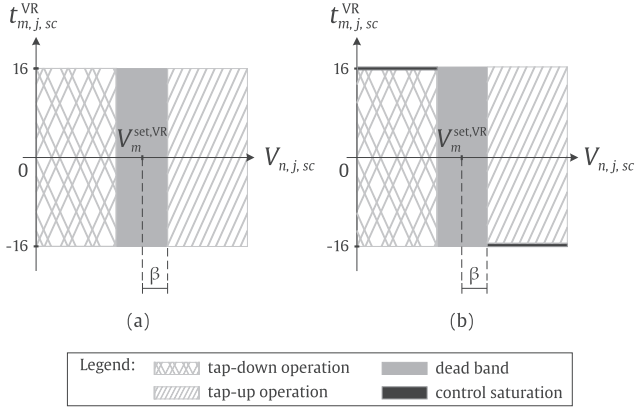 t^VR_m, j, sc
t^VR_m, j, sc
16
16
V^set,VR_m
V^set,VR_m
V_n, j, sc
V_n, j, sc
0
0
-16
-16
β
β
(a)
(b)
Legend:
tap-down operation
dead band
tap-up operation
control saturation